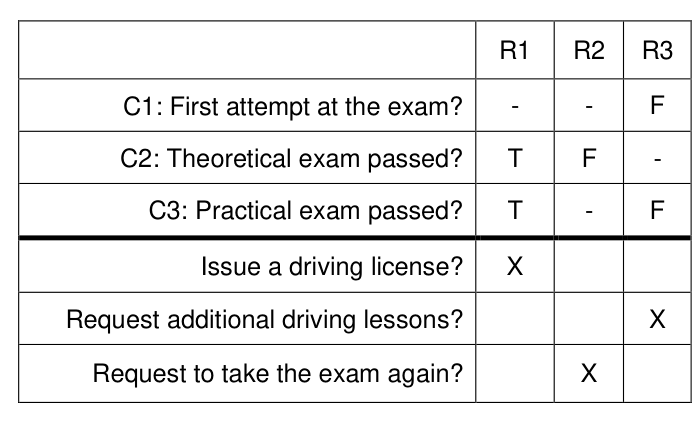 R1 R2 R3
C1: First attempt at the exam? - - F
C2: Theoretical exam passed? T F -
C3: Practical exam passed? T - F
Issue a driving license? X
Request additional driving lessons? X
Request to take the exam again? X